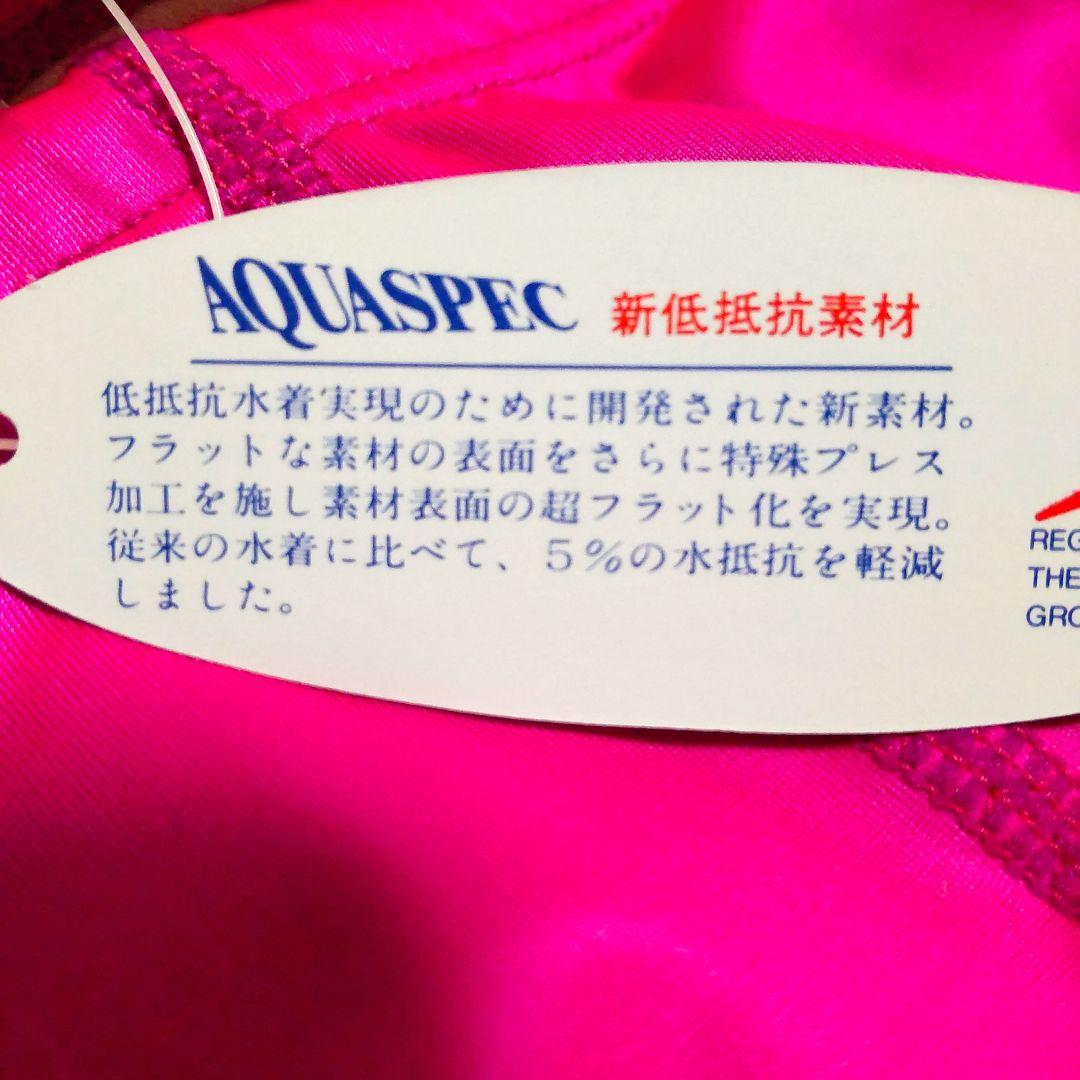 AQUASPEC 新低抵抗素材
低抵抗水着実現のために開発された新素材。
フラットな素材の表面をさらに特殊プレス
加工を施し素材表面の超フラット化を実現。
従来の水着に比べて、5%の水抵抗を軽減
しました。
THE